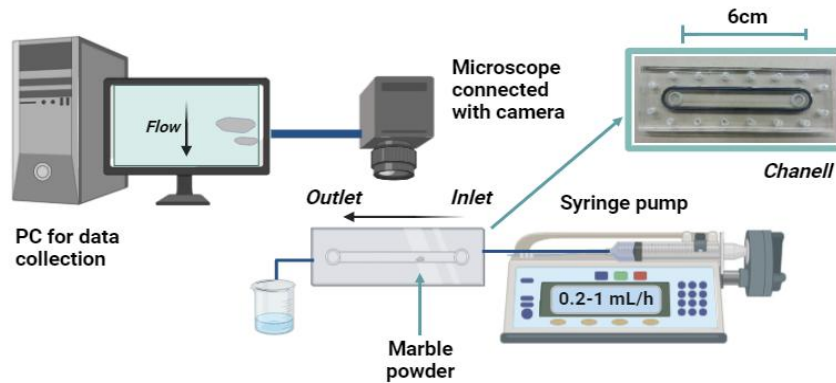 6cm
Microscope
connected
with camera
Flow
Chanell
Outlet
Inlet
Syringe pump
PC for data
collection
0.2-1 mL/h
Marble
powder